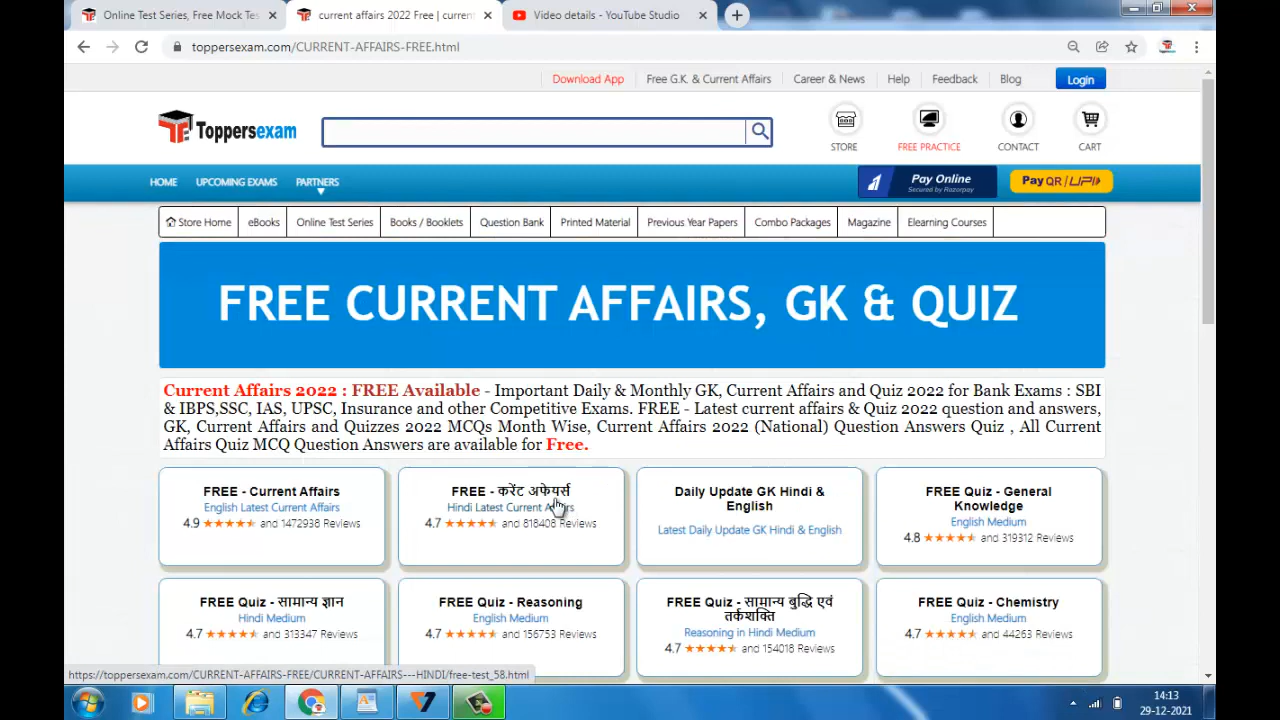 Online Test Series, Free Mock Tes
current affairs 2022 Free | curren
Video details - YouTube Studio
toppersexam.com/CURRENT-AFFAIRS-FREE.html
Download App
Free G.K. & Current Affairs
Career & News
Help
Feedback
Blog
Login
Toppersexam
STORE
FREE PRACTICE
CONTACT
CART
HOME
UPCOMING EXAMS
PARTNERS
Pay Online
Secured by Razorpay
Pay QR / UPI
Store Home
eBooks
Online Test Series
Books / Booklets
Question Bank
Printed Material
Previous Year Papers
Combo Packages
Magazine
Elearning Courses
FREE CURRENT AFFAIRS, GK & QUIZ
Current Affairs 2022 : FREE Available - Important Daily & Monthly GK, Current Affairs and Quiz 2022 for Bank Exams : SBI
& IBPS,SSC, IAS, UPSC, Insurance and other Competitive Exams. FREE - Latest current affairs & Quiz 2022 question and answers,
GK, Current Affairs and Quizzes 2022 MCQs Month Wise, Current Affairs 2022 (National) Question Answers Quiz , All Current
Affairs Quiz MCQ Question Answers are available for Free.
FREE - Current Affairs
English Latest Current Affairs
4.9 and 1472938 Reviews
FREE - करेंट अफेयर्स
Hindi Latest Current Affairs
4.7 and 818408 Reviews
Daily Update GK Hindi &
English
Latest Daily Update GK Hindi & English
FREE Quiz - General
Knowledge
English Medium
4.8 and 319312 Reviews
FREE Quiz - सामान्य ज्ञान
Hindi Medium
4.7 and 313347 Reviews
FREE Quiz - Reasoning
English Medium
4.7 and 156753 Reviews
FREE Quiz - सामान्य बुद्धि एवं
तर्कशक्ति
Reasoning in Hindi Medium
4.7 and 154018 Reviews
FREE Quiz - Chemistry
English Medium
4.7 and 44263 Reviews
https://toppersexam.com/CURRENT-AFFAIRS-FREE/CURRENT-AFFAIRS---HINDI/free-test_58.html
14:13
29-12-2021